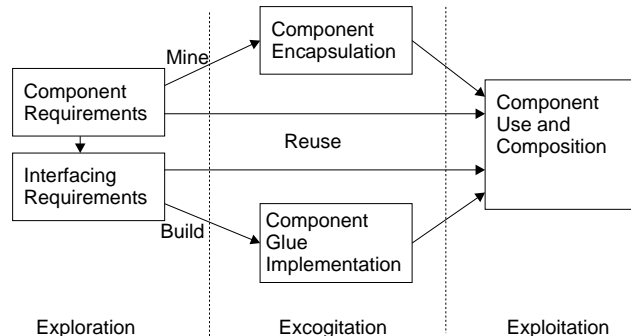 Component
Encapsulation
Mine
Component
Requirements
Component
Use and
Composition
Reuse
Interfacing
Requirements
Build
Component
Glue
Implementation
Exploration
Excogitation
Exploitation